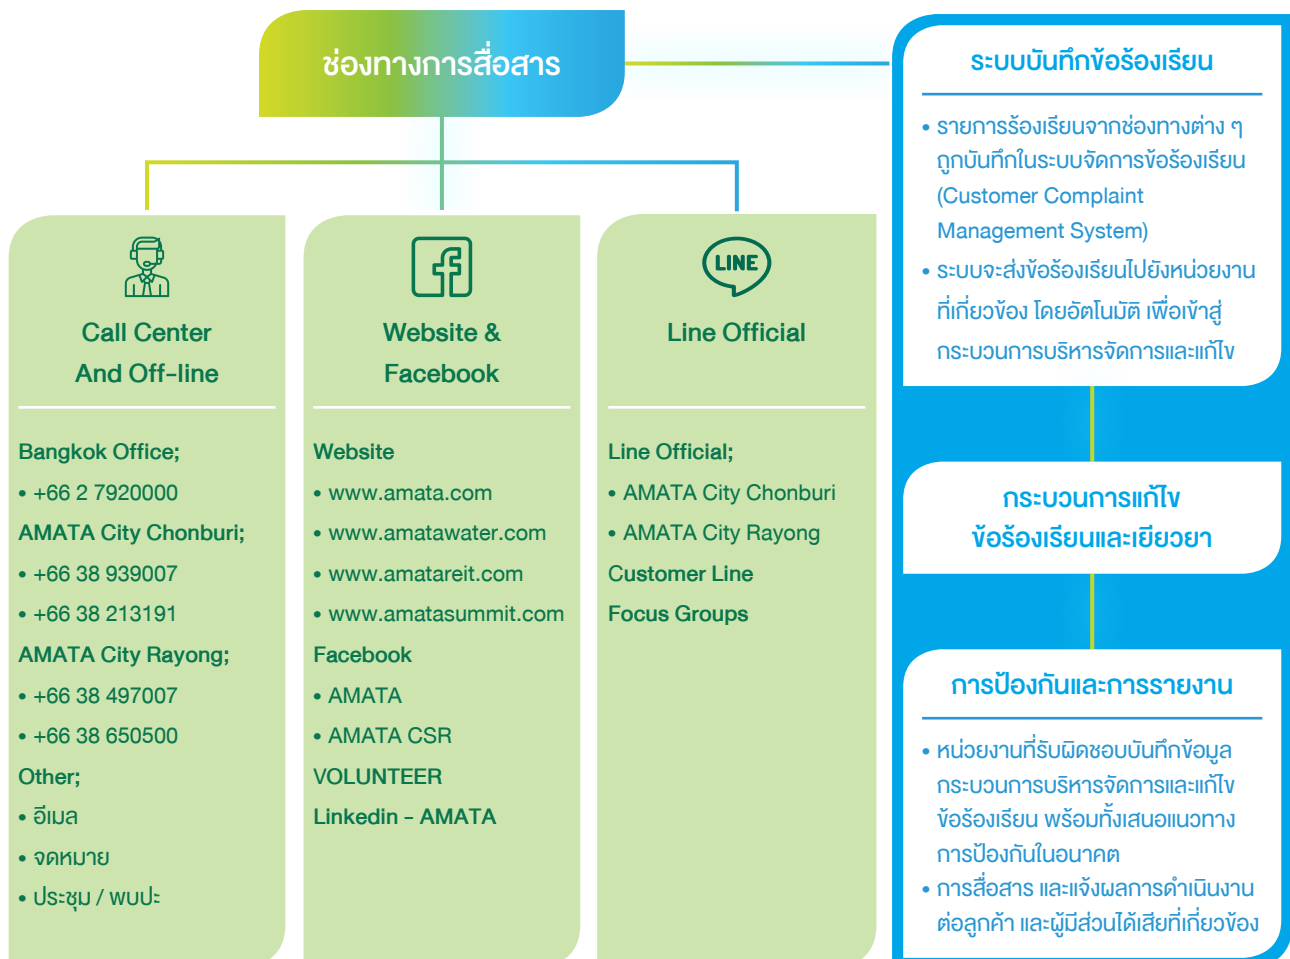 ช่องทางการสื่อสาร
Call Center
And Off-line
Bangkok Office;
• +66 2 7920000
AMATA City Chonburi;
• +66 38 939007
• +66 38 213191
AMATA City Rayong;
• +66 38 497007
• +66 38 650500
Other;
• อีเมล
• จดหมาย
• ประชุม / พบปะ
Website &
Facebook
Website
• www.amata.com
• www.amatawater.com
• www.amatareit.com
• www.amatasummit.com
Facebook
• AMATA
• AMATA CSR
VOLUNTEER
Linkedin - AMATA
LINE
Line Official
Line Official;
• AMATA City Chonburi
• AMATA City Rayong
Customer Line
Focus Groups
ระบบบันทึกข้อร้องเรียน
• รายการร้องเรียนจากช่องทางต่าง ๆ
ถูกบันทึกในระบบจัดการข้อร้องเรียน
(Customer Complaint
Management System)
• ระบบจะส่งข้อร้องเรียนไปยังหน่วยงาน
ที่เกี่ยวข้อง โดยอัตโนมัติ เพื่อเข้าสู่
กระบวนการบริหารจัดการและแก้ไข
กระบวนการแก้ไข
ข้อร้องเรียนและเยียวยา
การป้องกันและการรายงาน
• หน่วยงานที่รับผิดชอบบันทึกข้อมูล
กระบวนการบริหารจัดการและแก้ไข
ข้อร้องเรียน พร้อมทั้งเสนอแนวทาง
การป้องกันในอนาคต
• การสื่อสาร และแจ้งผลการดำเนินงาน
ต่อลูกค้า และผู้มีส่วนได้เสียที่เกี่ยวข้อง